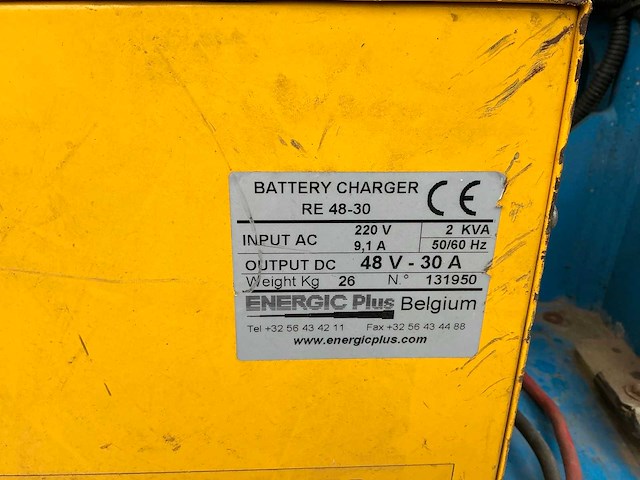 BATTERY CHARGER
RE 48-30
CE
INPUT AC 220 V 2 KVA
9,1 A 50/60 Hz
OUTPUT DC 48 V - 30 A
Weight Kg 26 N.° 131950
ENERGIC Plus Belgium
Tel +32 56 43 42 11 Fax +32 56 43 44 88
www.energicplus.com